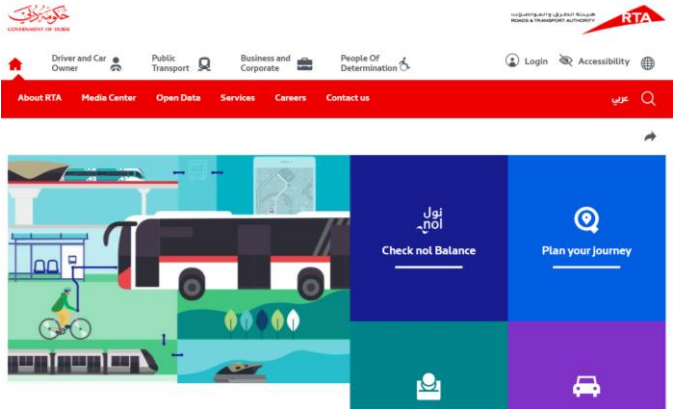 حكومة دبي
GOVERNMENT OF DUBAI
هيئة الطرق والمواصلات
ROADS & TRANSPORT AUTHORITY
RTA
Driver and Car
Owner
Public
Transport
Business and
Corporate
People Of
Determination
Login
Accessibility
About RTA
Media Center
Open Data
Services
Careers
Contact us
عربي
نول
nol
Check nol Balance
Plan your journey